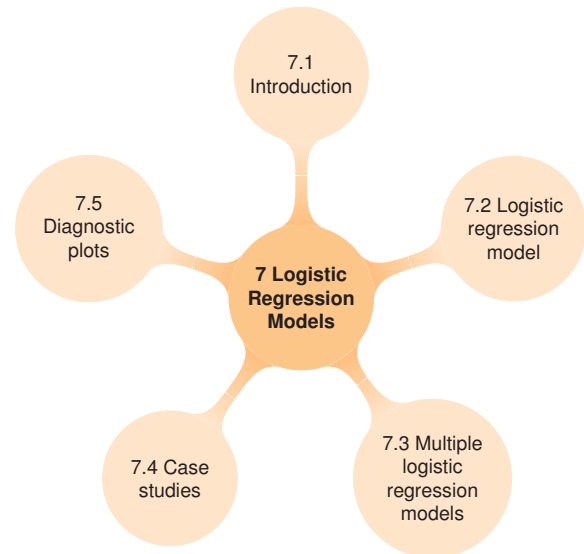 7.1
Introduction
7.5
Diagnostic
plots
7.2 Logistic
regression
model
7 Logistic
Regression
Models
7.4 Case
studies
7.3 Multiple
logistic
regression
models